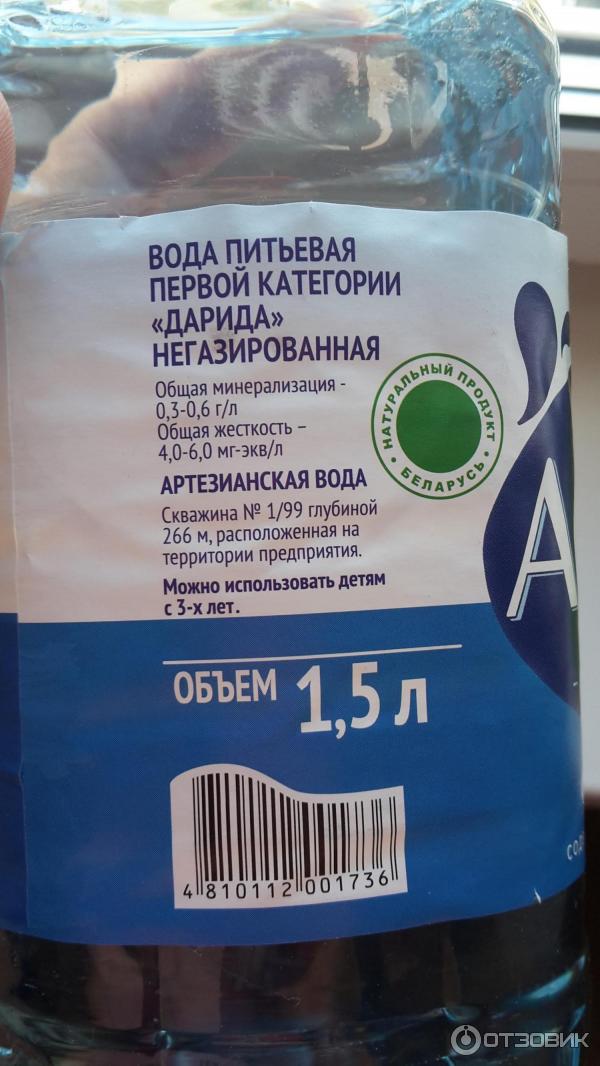 ВОДА ПИТЬЕВАЯ
ПЕРВОЙ КАТЕГОРИИ
«ДАРИДА»
НЕГАЗИРОВАННАЯ
Общая минерализация -
0,3-0,6 г/л
Общая жесткость –
4,0-6,0 мг-экв/л
НАТУРАЛЬНЫЙ ПРОДУКТ
БЕЛАРУСЬ
АРТЕЗИАНСКАЯ ВОДА
Скважина № 1/99 глубиной
266 м, расположенная на
территории предприятия.
Можно использовать детям
с 3-х лет.
ОБЪЕМ 1,5 л
4 810112 001736
ОТЗОВИК